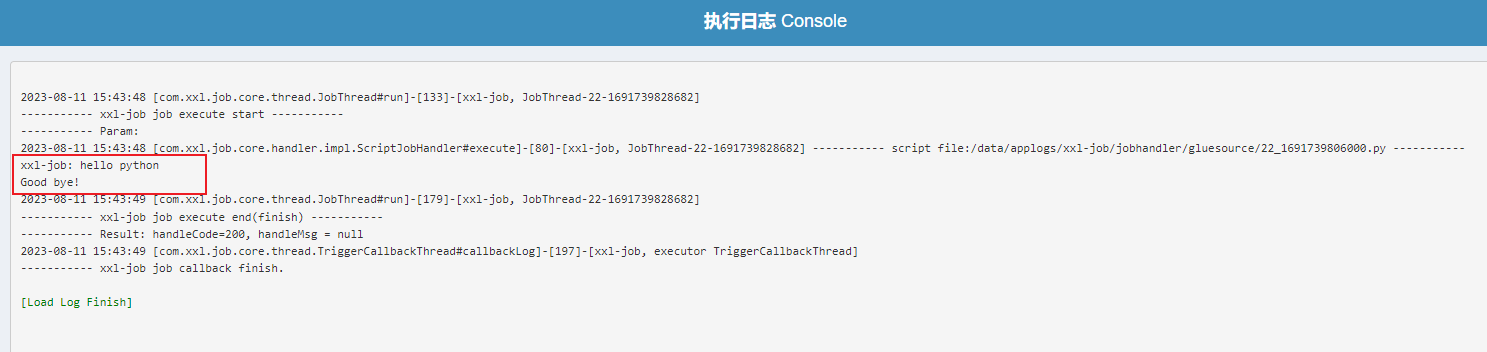 执行日志 Console
2023-08-11 15:43:48 [com.xxl.job.core.thread.JobThread#run]-[133]-[xxl-job, JobThread-22-1691739828682]
----------- xxl-job job execute start -----------
----------- Param:
2023-08-11 15:43:48 [com.xxl.job.core.handler.impl.ScriptJobHandler#execute]-[80]-[xxl-job, JobThread-22-1691739828682] ----------- script file:/data/applogs/xxl-job/jobhandler/gluesource/22_1691739806000.py -----------
xxl-job: hello python
Good bye!
2023-08-11 15:43:49 [com.xxl.job.core.thread.JobThread#run]-[179]-[xxl-job, JobThread-22-1691739828682]
----------- xxl-job job execute end(finish) -----------
----------- Result: handleCode=200, handleMsg = null
2023-08-11 15:43:49 [com.xxl.job.core.thread.TriggerCallbackThread#callbackLog]-[197]-[xxl-job, executor TriggerCallbackThread]
----------- xxl-job job callback finish.
[Load Log Finish]